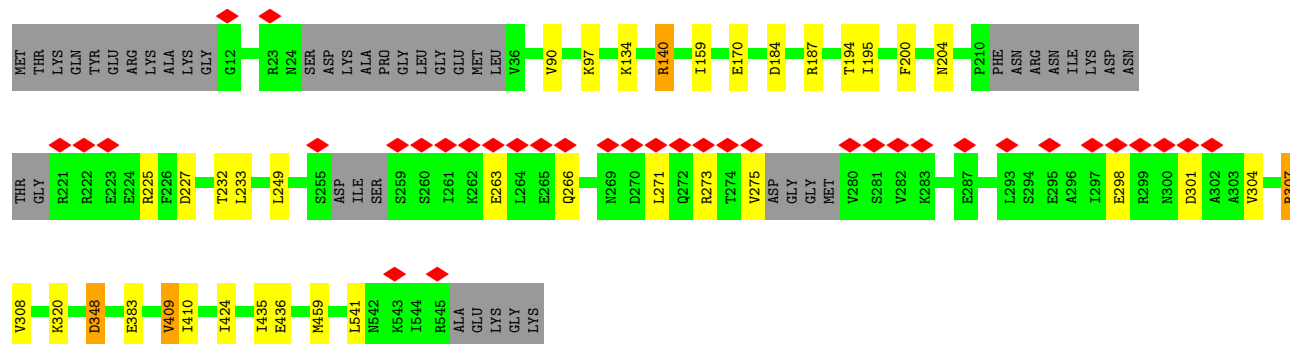 MET THR LYS GLN TYR GLU ARG LYS ALA LYS GLY G12 R23 N24 SER ASP LYS ALA PRO GLY LEU GLY GLU MET LEU V36 V90 K97 K134 R140 I159 E170 D184 R187 T194 I195 F200 N204 P210 PHE ASN ARG ASN ILE LYS ASP ASN
THR GLY R221 R222 E223 E224 R225 F226 D227 T232 L233 L249 S255 ASP ILE SER S259 S260 I261 K262 E263 L264 E265 Q266 N269 D270 L271 Q272 R273 T274 V275 ASP GLY GLY MET V280 S281 V282 K283 E287 L293 S294 E295 A296 I297 E298 R299 N300 D301 A302 A303 V304
V308 K320 D348 E383 V409 I410 I424 I435 E436 M459 L541 N542 K543 I544 R545 ALA GLU LYS GLY LYS